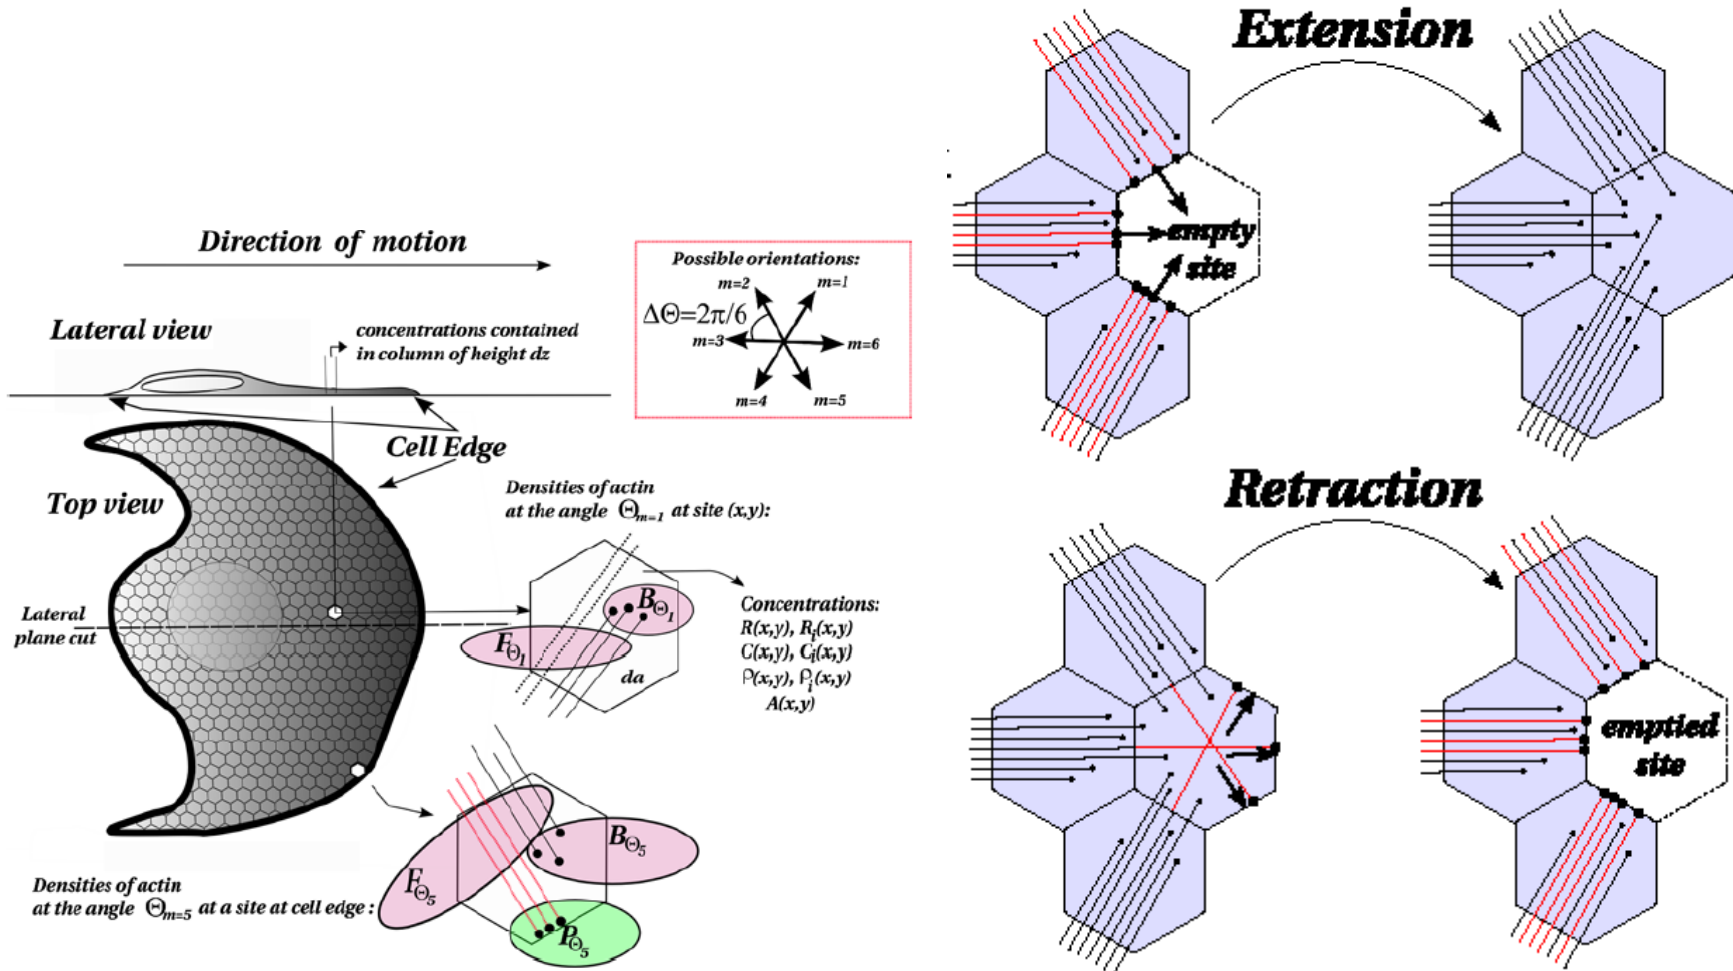 Direction of motion
Lateral view
concentrations contained
in column of height dz
Possible orientations:
m=2
m=1
ΔΘ=2π/6
m=3
m=6
m=4
m=5
Cell Edge
Top view
Lateral
plane cut
Densities of actin
at the angle Θm=1 at site (x,y):
BΘ1
FΘ1
da
Concentrations:
R(x,y), Ri(x,y)
C(x,y), Ci(x,y)
P(x,y), Pi(x,y)
A(x,y)
Densities of actin
at the angle Θm=5 at a site at cell edge :
FΘ5
BΘ5
PΘ5
Extension
empty
site
Retraction
emptied
site